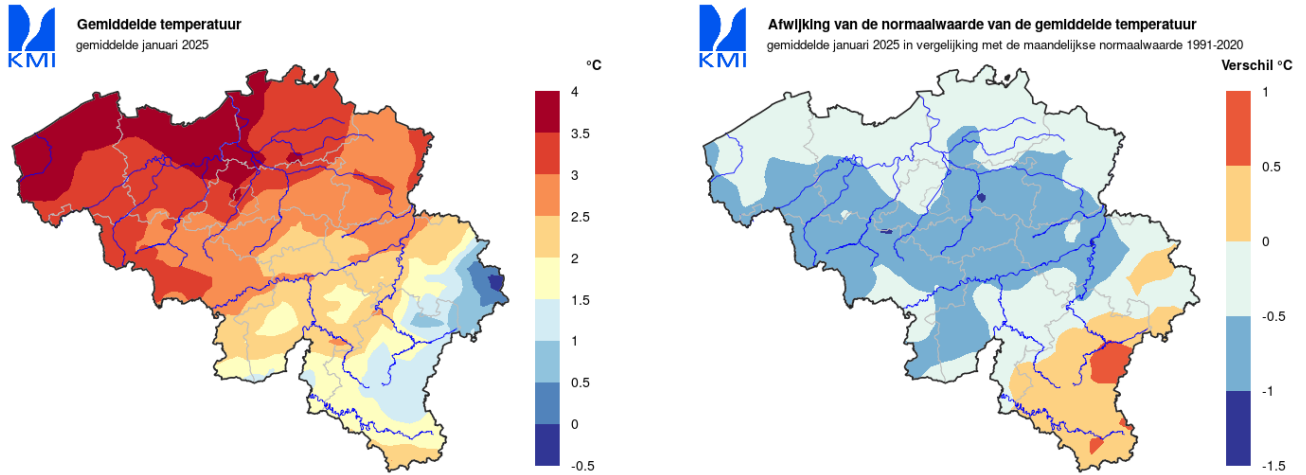 KMI
Gemiddelde temperatuur
gemiddelde januari 2025
°C
4
3.5
3
2.5
2
1.5
1
0.5
0
-0.5
KMI
Afwijking van de normaalwaarde van de gemiddelde temperatuur
gemiddelde januari 2025 in vergelijking met de maandelijkse normaalwaarde 1991-2020
Verschil °C
1
0.5
0
-0.5
-1
-1.5